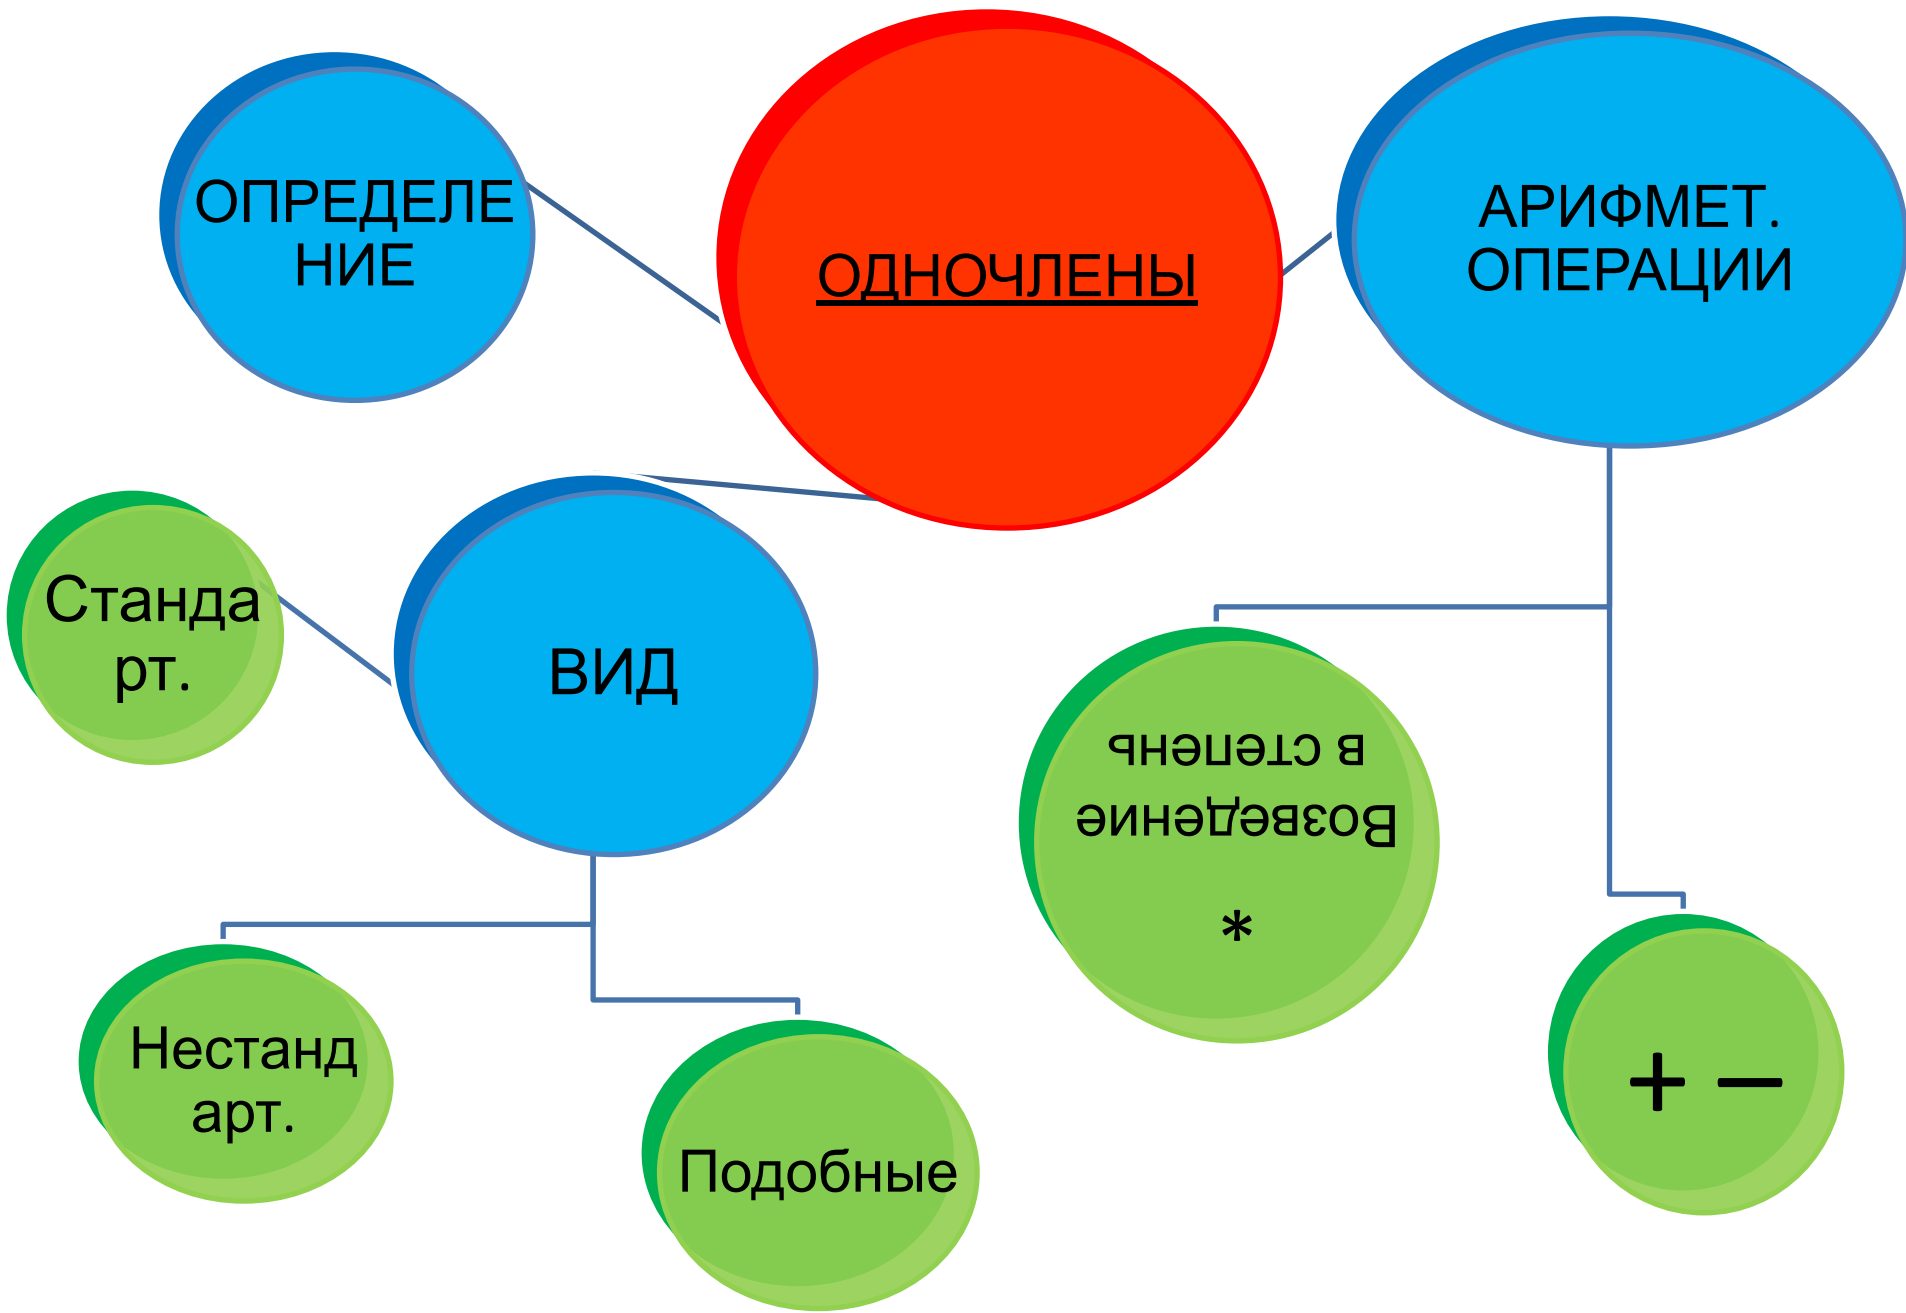 ОПРЕДЕЛЕ
НИЕ
ОДНОЧЛЕНЫ
АРИФМЕТ.
ОПЕРАЦИИ
Станда
рт.
ВИД
Возведение
в степень
*
Нестанд
арт.
Подобные
+ −